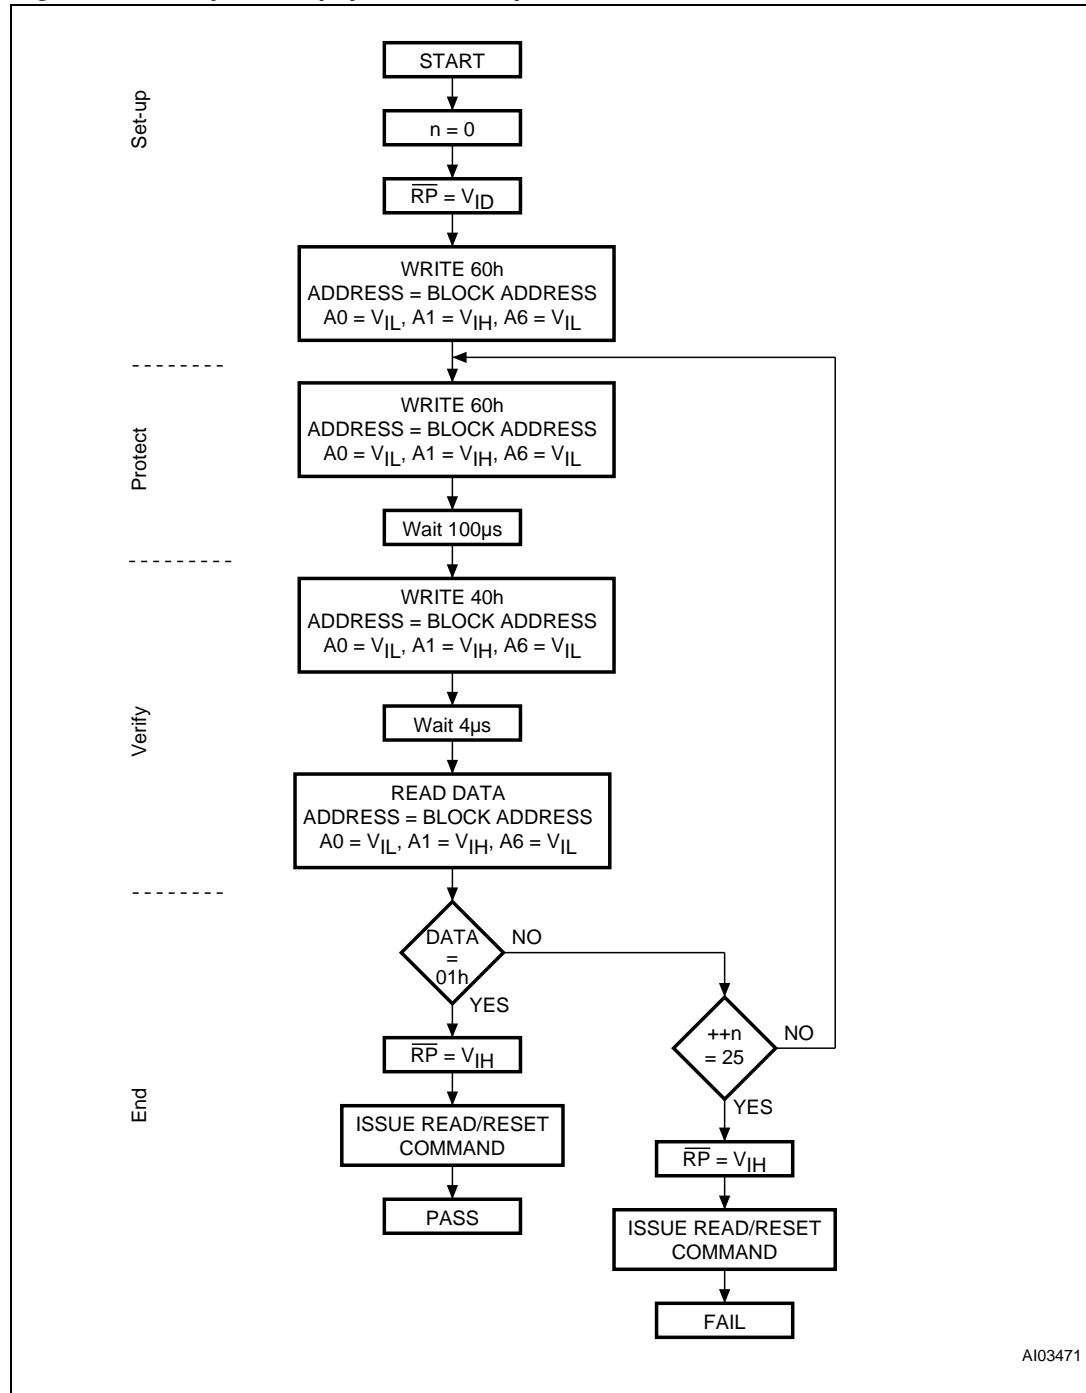 Set-up
START
n = 0
R̅P̅ = VID
WRITE 60h
ADDRESS = BLOCK ADDRESS
A0 = VIL, A1 = VIH, A6 = VIL
Protect
WRITE 60h
ADDRESS = BLOCK ADDRESS
A0 = VIL, A1 = VIH, A6 = VIL
Wait 100µs
Verify
WRITE 40h
ADDRESS = BLOCK ADDRESS
A0 = VIL, A1 = VIH, A6 = VIL
Wait 4µs
READ DATA
ADDRESS = BLOCK ADDRESS
A0 = VIL, A1 = VIH, A6 = VIL
End
DATA
=
01h
NO
YES
++n
= 25
NO
YES
R̅P̅ = VIH
ISSUE READ/RESET
COMMAND
PASS
R̅P̅ = VIH
ISSUE READ/RESET
COMMAND
FAIL
AI03471